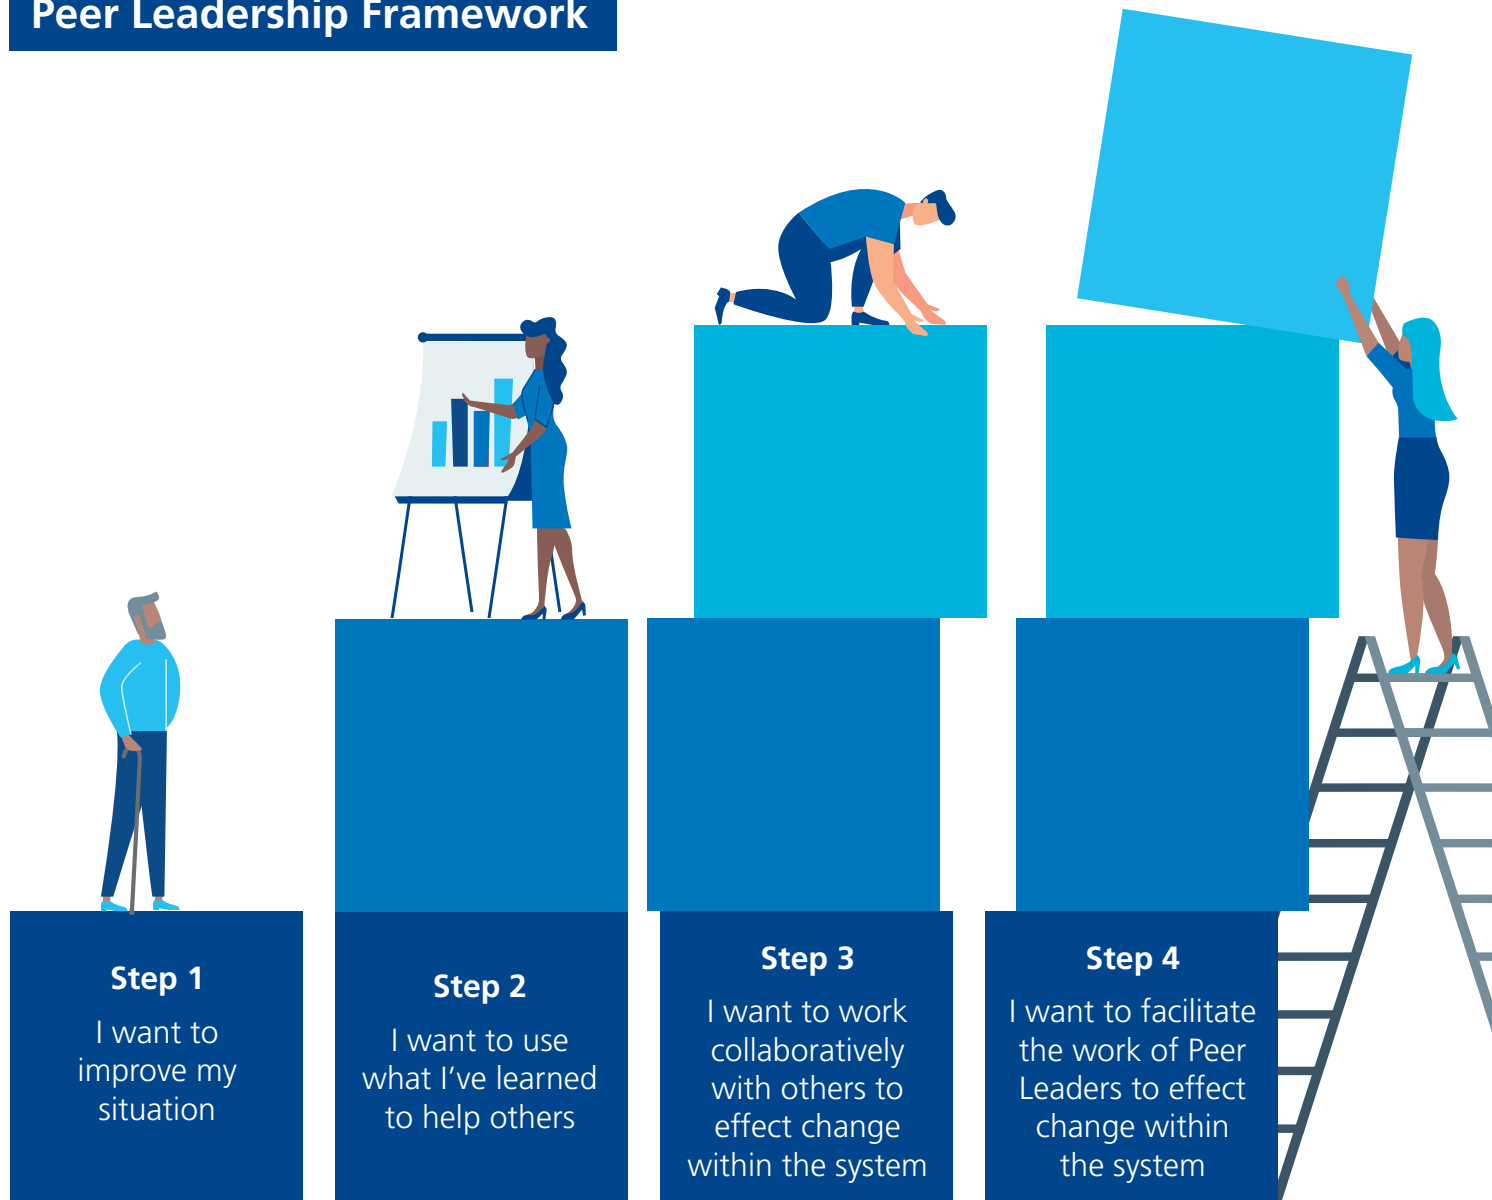 Peer Leadership Framework
Step 1
I want to
improve my
situation
Step 2
I want to use
what I’ve learned
to help others
Step 3
I want to work
collaboratively
with others to
effect change
within the system
Step 4
I want to facilitate
the work of Peer
Leaders to effect
change within
the system